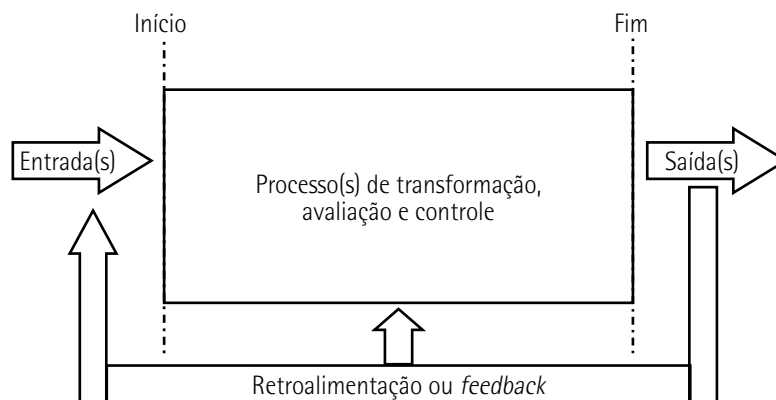 Início
Fim
Entrada(s)
Processo(s) de transformação,
avaliação e controle
Saída(s)
Retroalimentação ou feedback